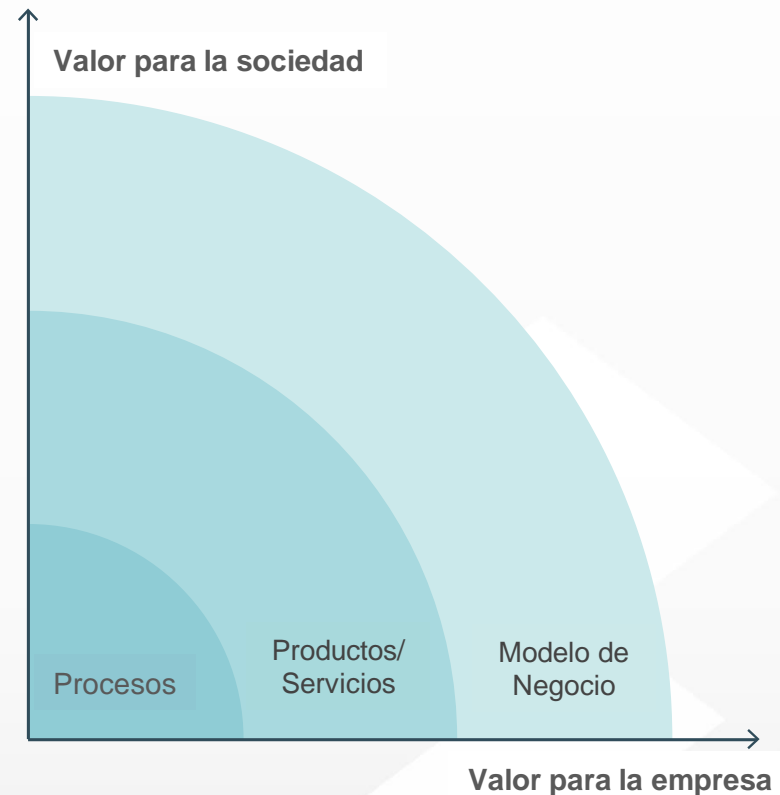 Valor para la sociedad
Procesos
Productos/
Servicios
Modelo de
Negocio
Valor para la empresa